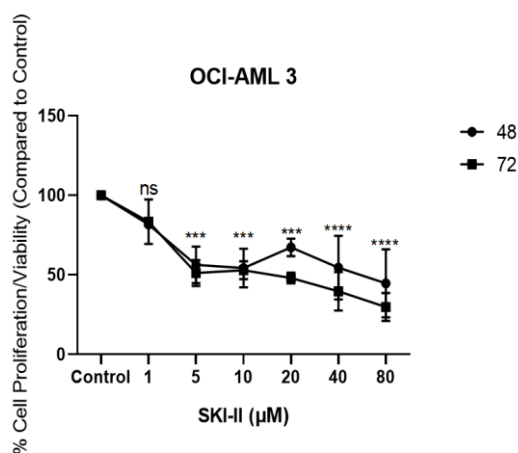 OCI-AML 3
% Cell Proliferation/Viability (Compared to Control)
150
100
50
0
ns
***
***
***
****
****
Control 1 5 10 20 40 80
SKI-II (µM)
48
72